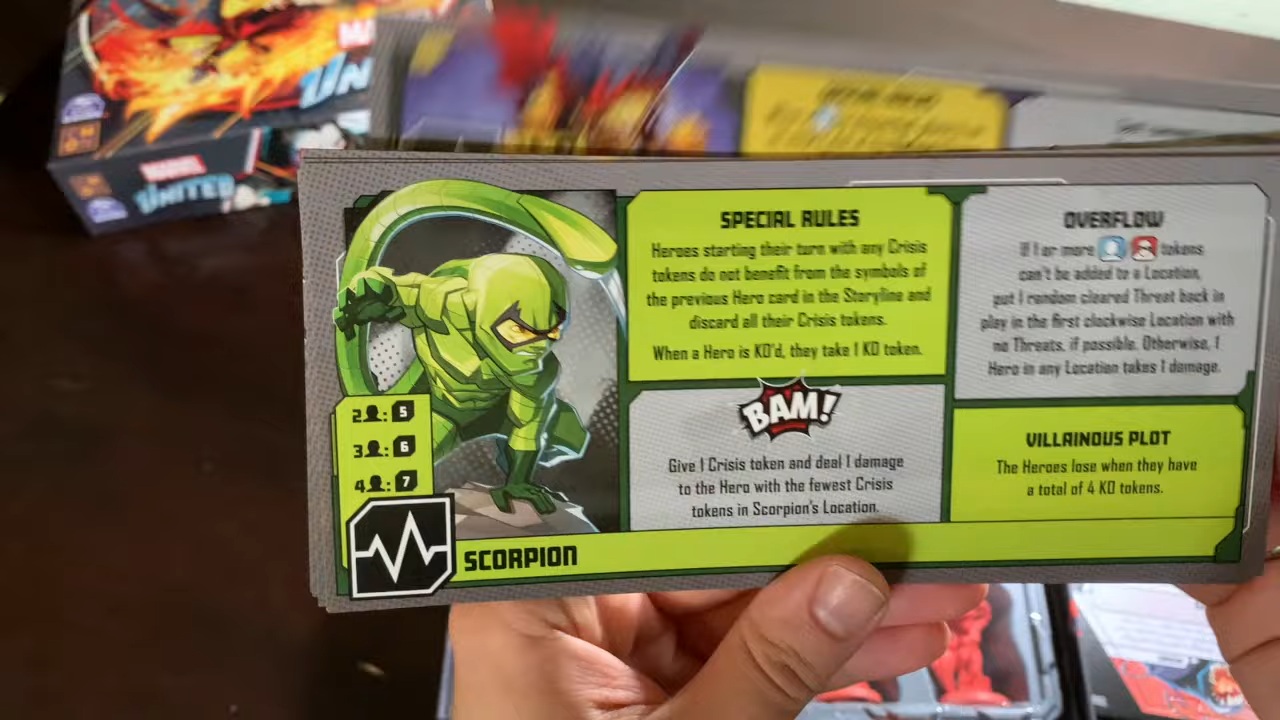 MARVEL
UNITED
UN
SPECIAL RULES
Heroes starting their turn with any Crisis
tokens do not benefit from the symbols of
the previous Hero card in the Storyline and
discard all their Crisis tokens.
When a Hero is KO'd, they take 1 KO token.
BAM!
Give 1 Crisis token and deal 1 damage
to the Hero with the fewest Crisis
tokens in Scorpion's Location.
OVERFLOW
If 1 or more tokens
can't be added to a Location,
put 1 random cleared Threat back in
play in the first clockwise Location with
no Threats, if possible. Otherwise, 1
Hero in any Location takes 1 damage.
VILLAINOUS PLOT
The Heroes lose when they have
a total of 4 KO tokens.
2 : 5
3 : 6
4 : 7
SCORPION